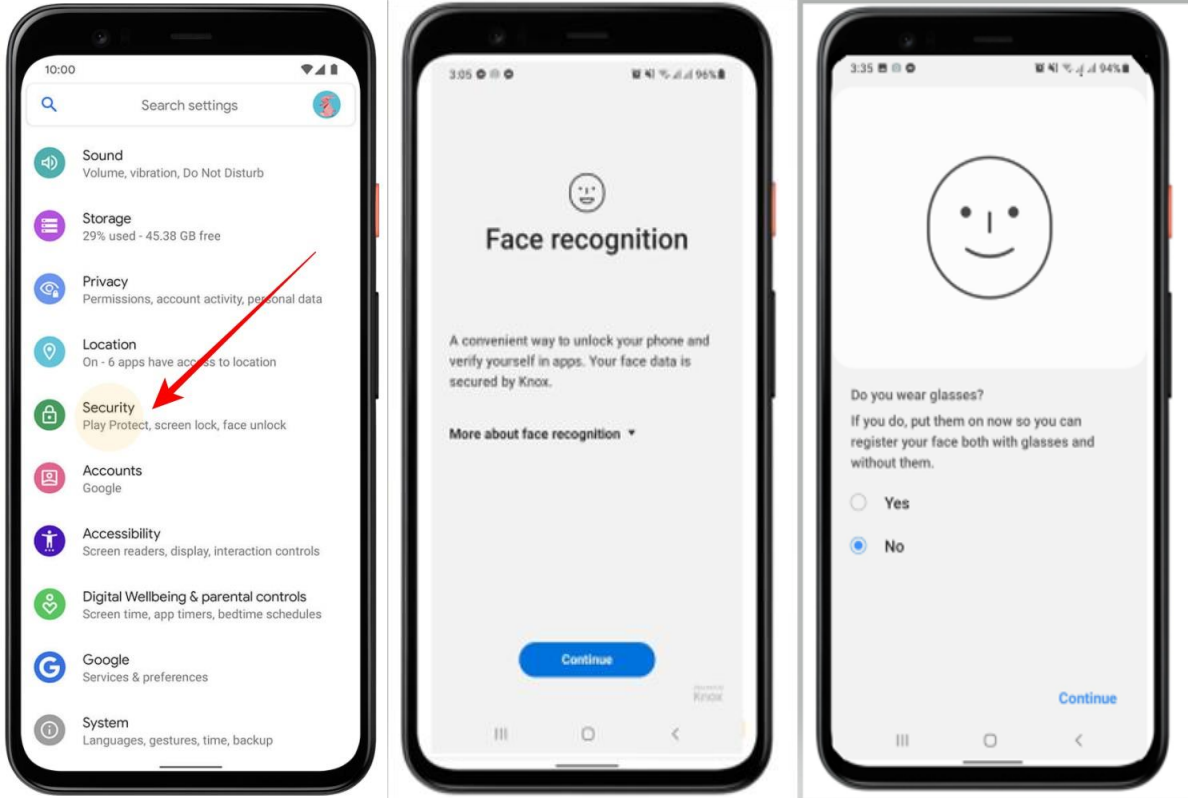 10:00
Search settings
Sound
Volume, vibration, Do Not Disturb
Storage
29% used - 45.38 GB free
Privacy
Permissions, account activity, personal data
Location
On - 6 apps have access to location
Security
Play Protect, screen lock, face unlock
Accounts
Google
Accessibility
Screen readers, display, interaction controls
Digital Wellbeing & parental controls
Screen time, app timers, bedtime schedules
Google
Services & preferences
System
Languages, gestures, time, backup
3:05
96%
Face recognition
A convenient way to unlock your phone and
verify yourself in apps. Your face data is
secured by Knox.
More about face recognition
Continue
Knox
3:35
94%
Do you wear glasses?
If you do, put them on now so you can
register your face both with glasses and
without them.
Yes
No
Continue